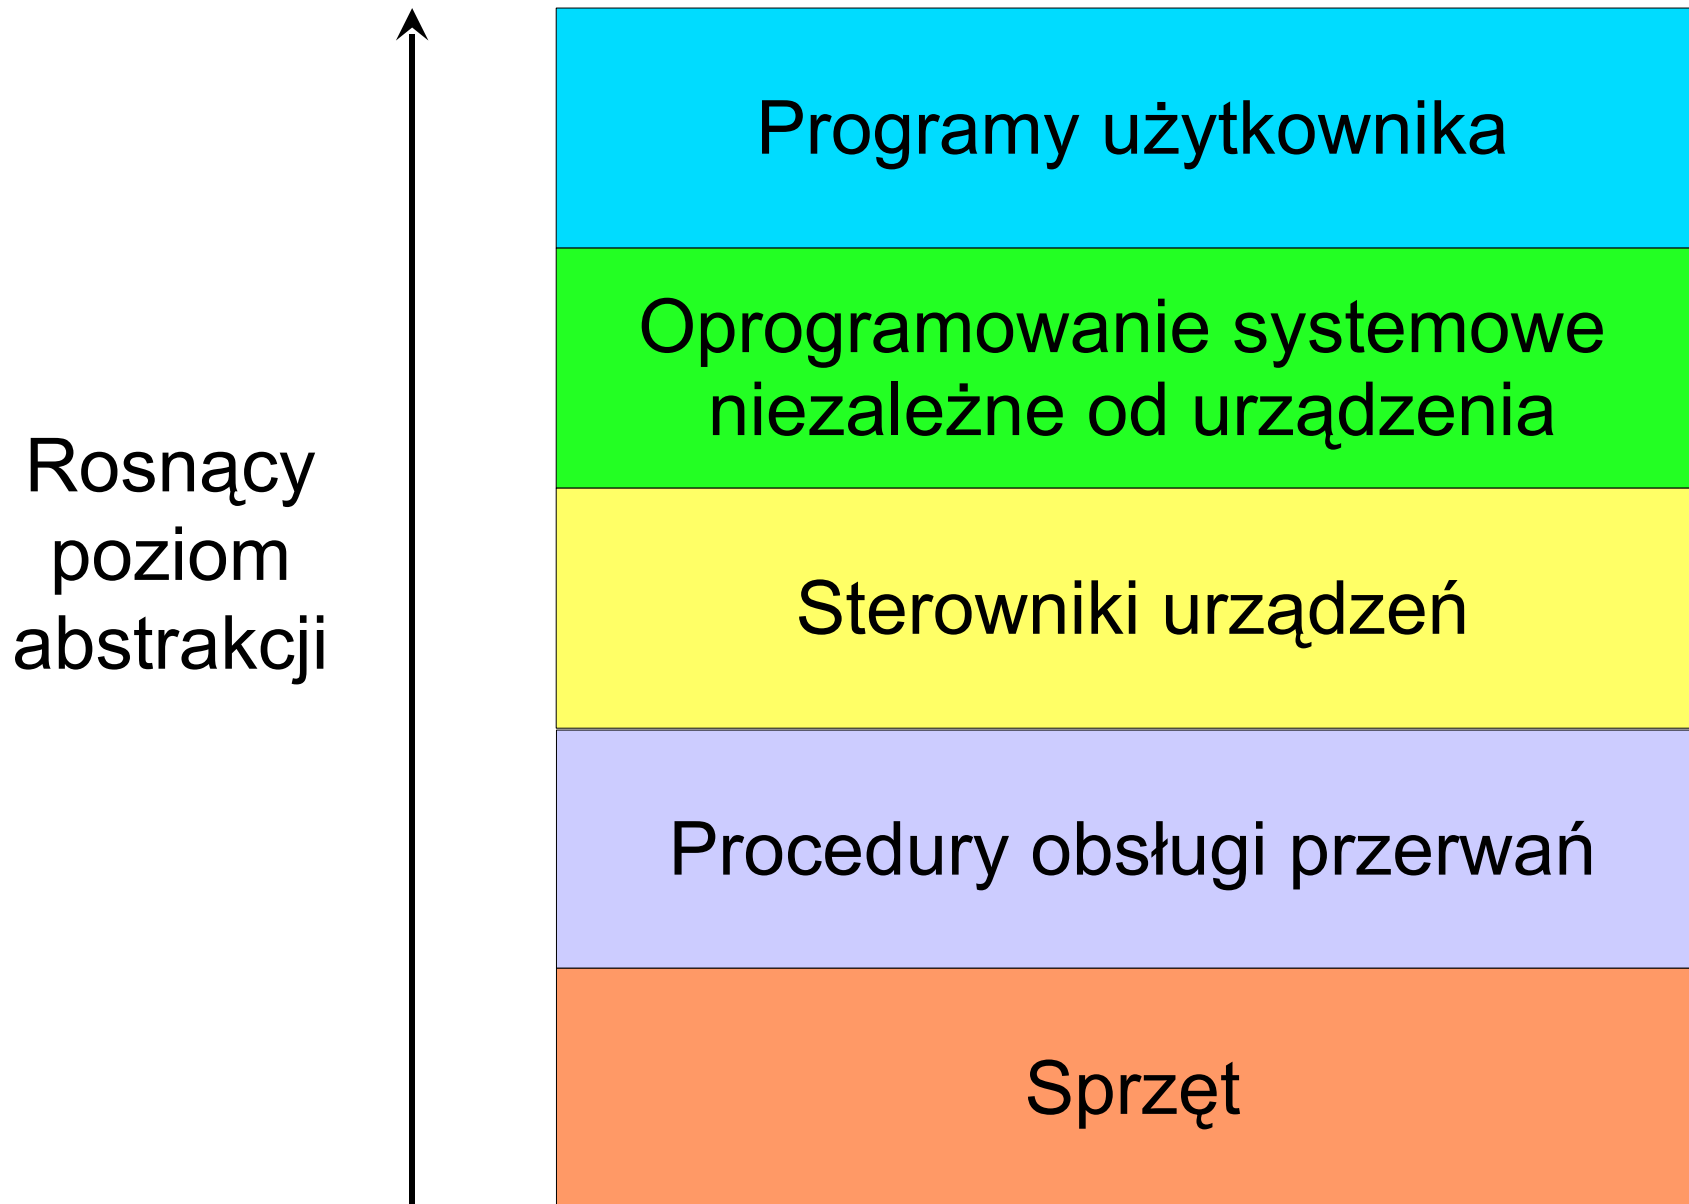 Rosnący
poziom
abstrakcji
Programy użytkownika
Oprogramowanie systemowe
niezależne od urządzenia
Sterowniki urządzeń
Procedury obsługi przerwań
Sprzęt